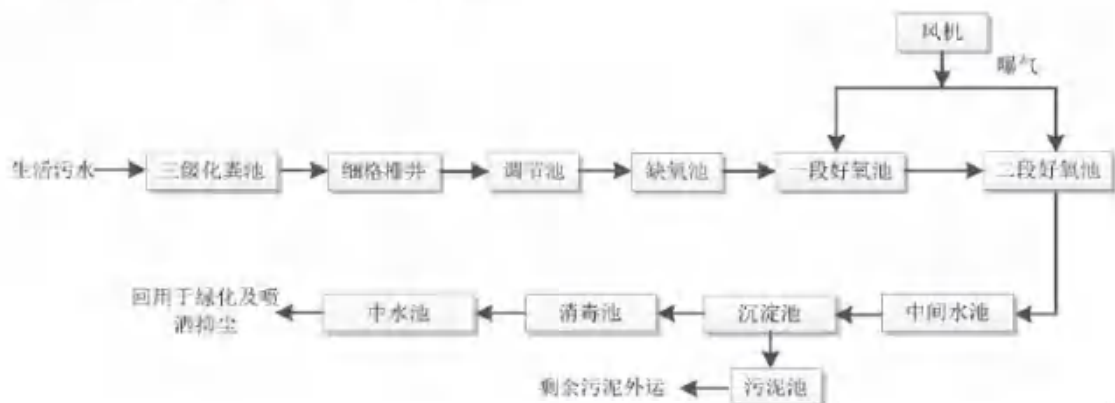 风机
曝气
生活污水
三级化粪池
细格栅井
调节池
缺氧池
一段好氧池
二段好氧池
回用于绿化及喷
洒抑尘
中水池
消毒池
沉淀池
中间水池
剩余污泥外运
污泥池